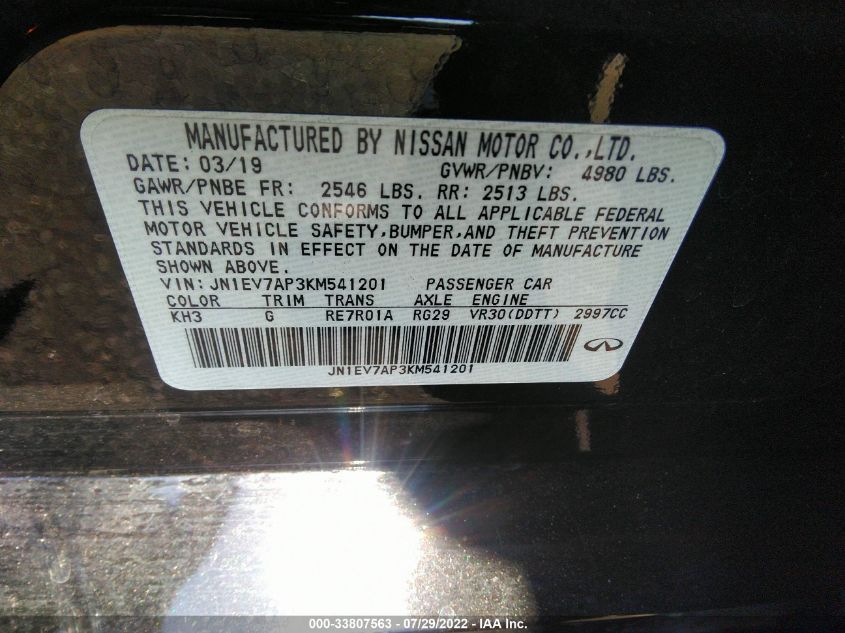 MANUFACTURED BY NISSAN MOTOR CO.,LTD.
DATE: 03/19 GVWR/PNBV: 4980 LBS.
GAWR/PNBE FR: 2546 LBS. RR: 2513 LBS.
THIS VEHICLE CONFORMS TO ALL APPLICABLE FEDERAL
MOTOR VEHICLE SAFETY,BUMPER,AND THEFT PREVENTION
STANDARDS IN EFFECT ON THE DATE OF MANUFACTURE
SHOWN ABOVE.
VIN: JN1EV7AP3KM541201 PASSENGER CAR
COLOR TRIM TRANS AXLE ENGINE
KH3 G RE7R01A RG29 VR30(DDTT) 2997CC
JN1EV7AP3KM541201
000-33807563 - 07/29/2022 - IAA Inc.